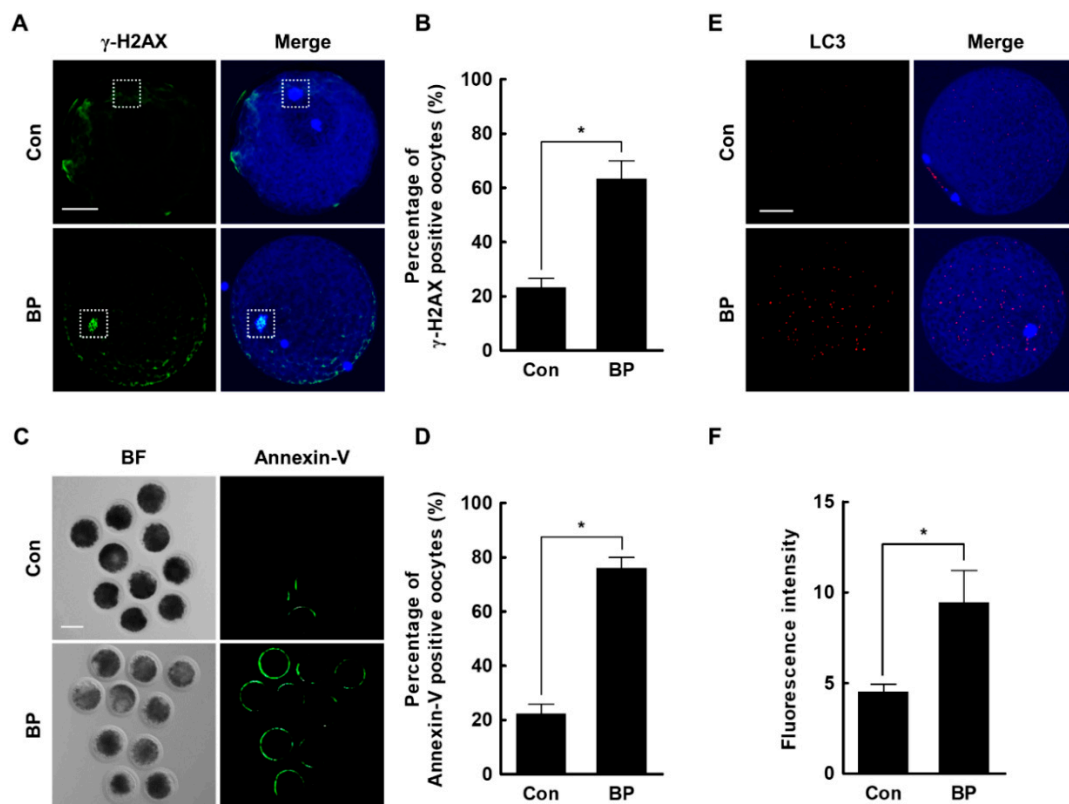 A
γ-H2AX
Merge
Con
BP
B
Percentage of
γ-H2AX positive oocytes (%)
100
80
60
40
20
0
*
Con
BP
E
LC3
Merge
Con
BP
C
BF
Annexin-V
Con
BP
D
Percentage of
Annexin-V positive oocytes (%)
100
80
60
40
20
0
*
Con
BP
F
Fluorescence intensity
15
10
5
0
*
Con
BP